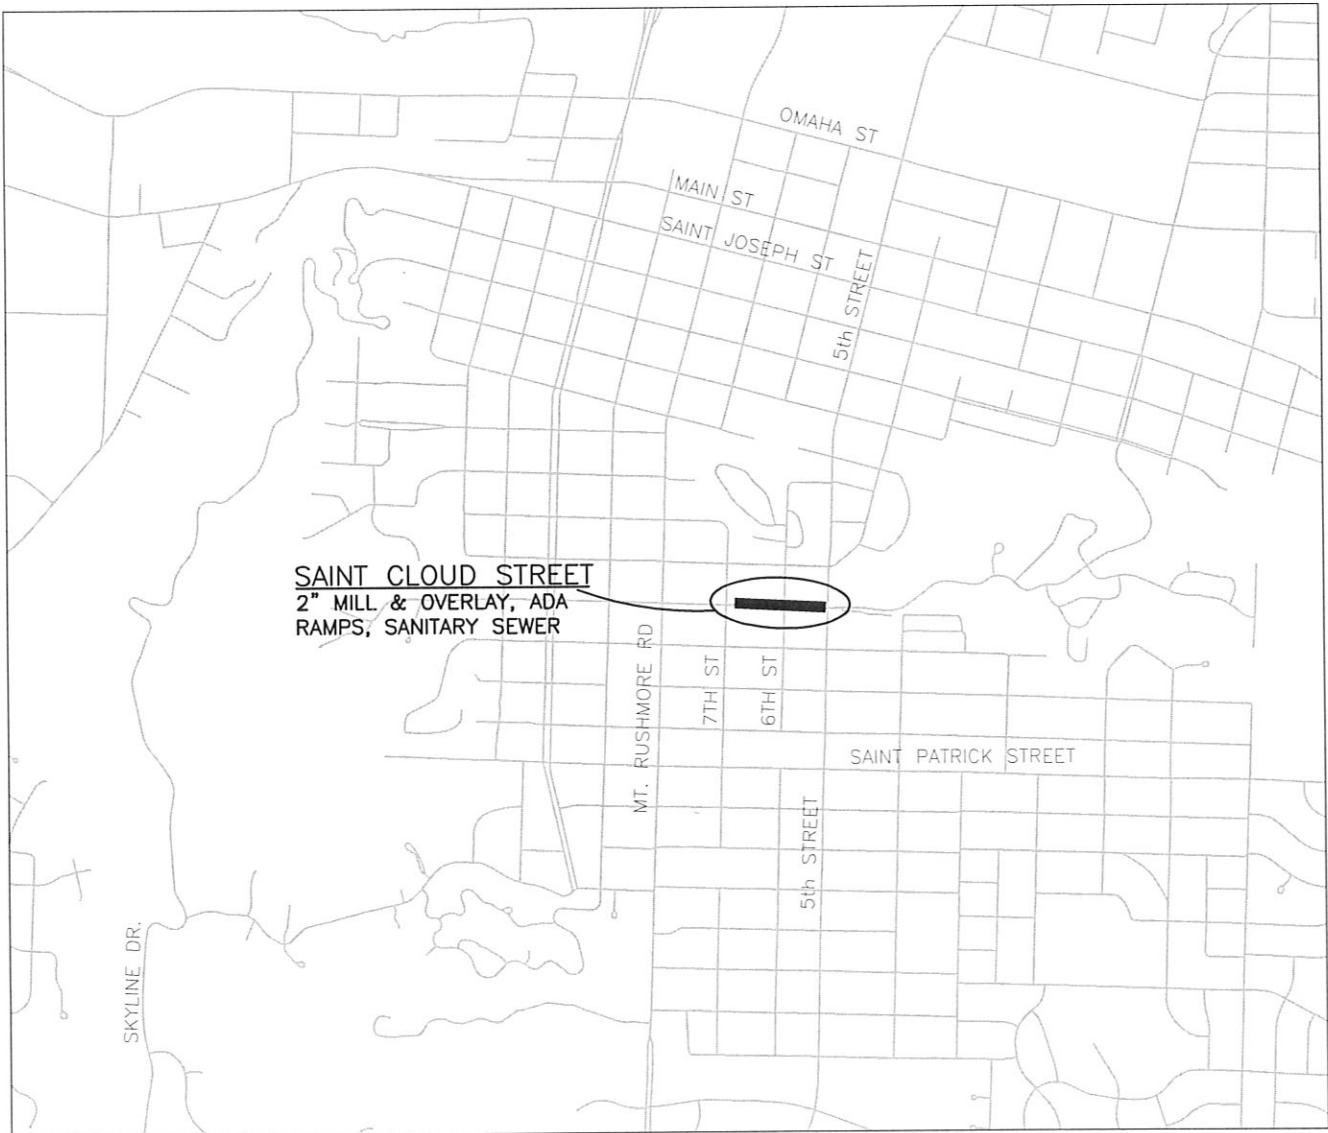 OMAHA ST
MAIN ST
SAINT JOSEPH ST
5th STREET
SAINT CLOUD STREET
2" MILL & OVERLAY, ADA
RAMPS, SANITARY SEWER
MT. RUSHMORE RD
7TH ST
6TH ST
SAINT PATRICK STREET
5th STREET
SKYLINE DR.